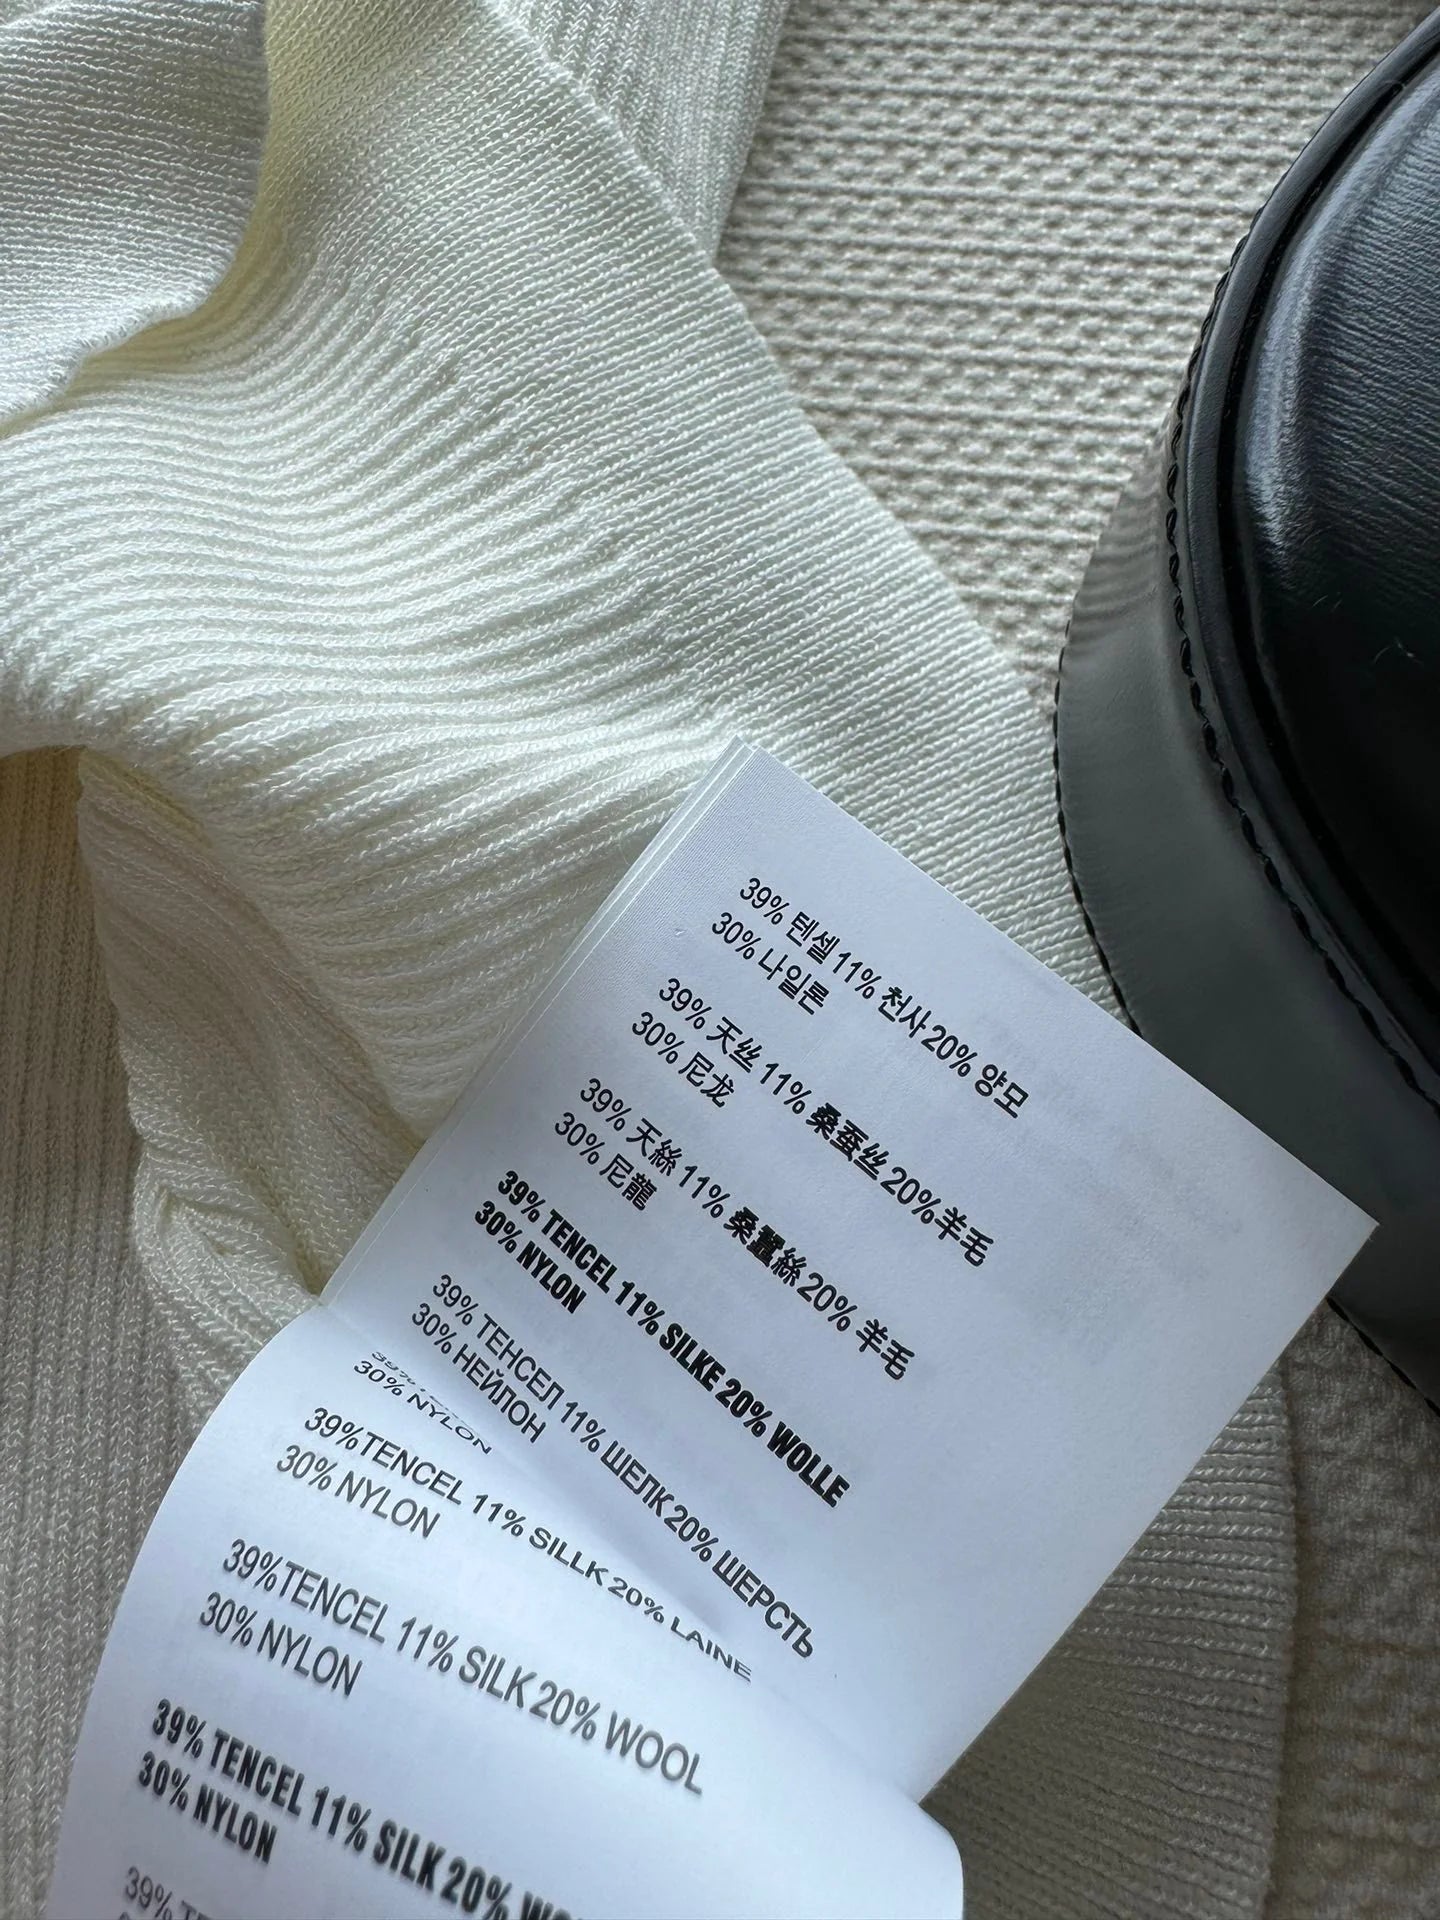 39% 텐셀 11% 천사 20% 양모
30% 나일론
39% 天丝 11% 桑蚕丝 20%羊毛
30% 尼龙
39% 天絲 11% 桑蠶絲 20% 羊毛
30% 尼龍
39% TENCEL 11% SILKE 20% WOLLE
30% NYLON
39% ТЕНСЕЛ 11% ШЕЛК 20% ШЕРСТЬ
30% НЕЙЛОН
39%
30% NYLON
39%TENCEL 11% SILLK 20% LAINE
30% NYLON
39%TENCEL 11% SILK 20% WOOL
30% NYLON
39% TENCEL 11% SILK 20%
30% NYLON
39%